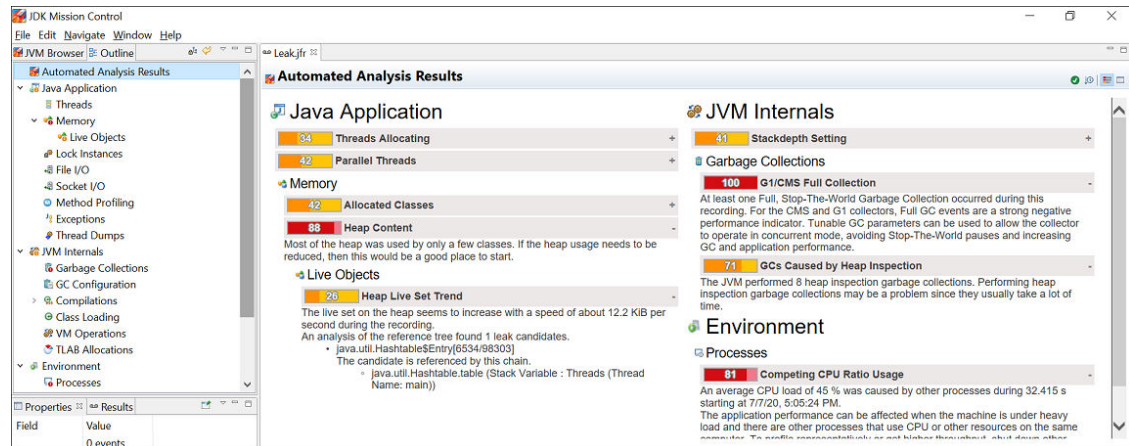 JDK Mission Control
File Edit Navigate Window Help
JVM Browser Outline
Automated Analysis Results
Java Application
Threads
Memory
Live Objects
Lock Instances
File I/O
Socket I/O
Method Profiling
Exceptions
Thread Dumps
JVM Internals
Garbage Collections
GC Configuration
Compilations
Class Loading
VM Operations
TLAB Allocations
Environment
Processes
Properties Results
Field Value
0 events
Leak.jfr
Automated Analysis Results
Java Application
34 Threads Allocating +
42 Parallel Threads +
Memory
42 Allocated Classes +
88 Heap Content -
Most of the heap was used by only a few classes. If the heap usage needs to be
reduced, then this would be a good place to start.
Live Objects
26 Heap Live Set Trend -
The live set on the heap seems to increase with a speed of about 12.2 KiB per
second during the recording.
An analysis of the reference tree found 1 leak candidates.
• java.util.Hashtable$Entry[6534/98303]
The candidate is referenced by this chain.
◦ java.util.Hashtable.table (Stack Variable : Threads (Thread
Name: main))
JVM Internals
41 Stackdepth Setting +
Garbage Collections
100 G1/CMS Full Collection -
At least one Full, Stop-The-World Garbage Collection occurred during this
recording. For the CMS and G1 collectors, Full GC events are a strong negative
performance indicator. Tunable GC parameters can be used to allow the collector
to operate in concurrent mode, avoiding Stop-The-World pauses and increasing
GC and application performance.
71 GCs Caused by Heap Inspection -
The JVM performed 8 heap inspection garbage collections. Performing heap
inspection garbage collections may be a problem since they usually take a lot of
time.
Environment
Processes
81 Competing CPU Ratio Usage -
An average CPU load of 45 % was caused by other processes during 32.415 s
starting at 7/7/20, 5:05:24 PM.
The application performance can be affected when the machine is under heavy
load and there are other processes that use CPU or other resources on the same
computer. To profile representatively or get higher throughput, shut down other